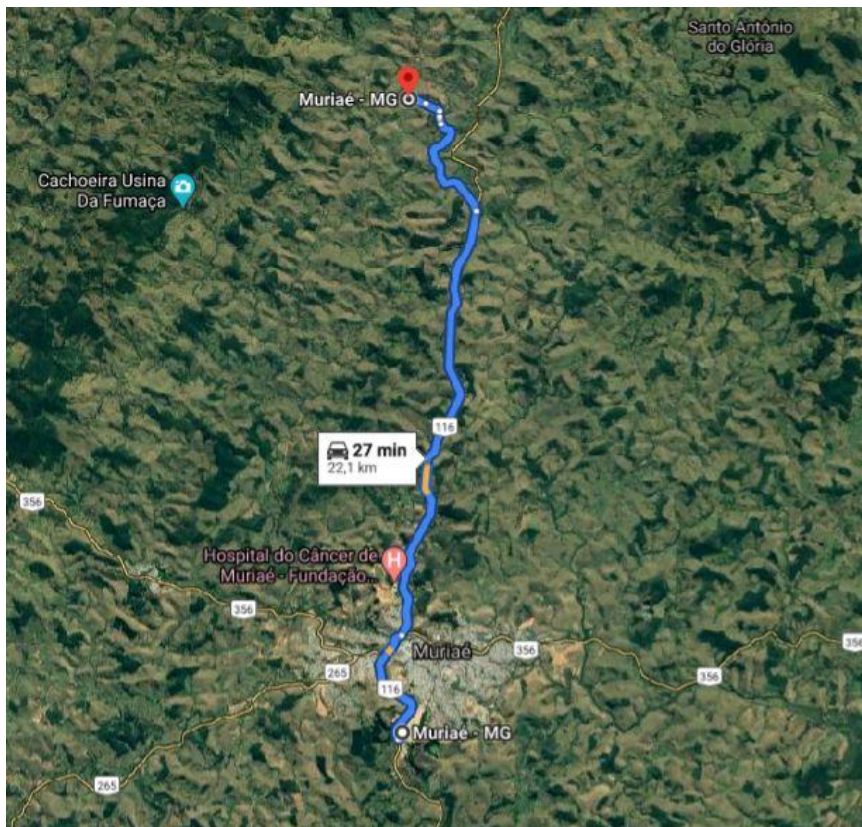 Santo Antônio
do Glória
Muriaé - MG
Cachoeira Usina
Da Fumaça
116
27 min
22,1 km
356
Hospital do Câncer de
Muriaé - Fundação...
H
356
Muriaé
356
356
265
356
116
Muriaé - MG
265